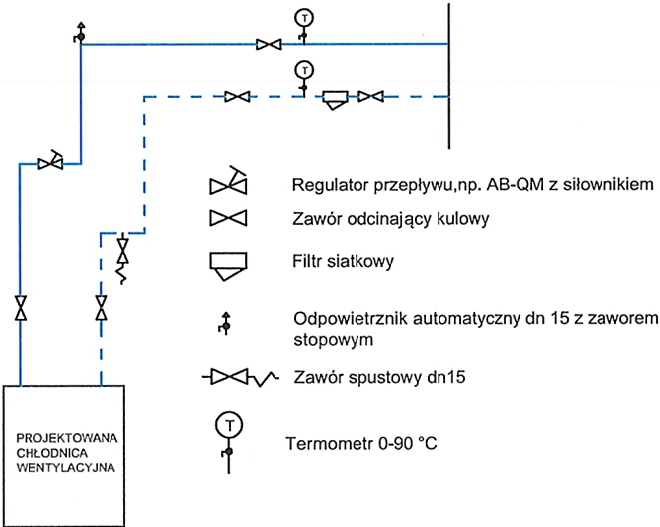 T
T
Regulator przepływu,np. AB-QM z siłownikiem
Zawór odcinający kulowy
Filtr siatkowy
Odpowietrznik automatyczny dn 15 z zaworem
stopowym
Zawór spustowy dn15
T
Termometr 0-90 °C
PROJEKTOWANA
CHŁODNICA
WENTYLACYJNA